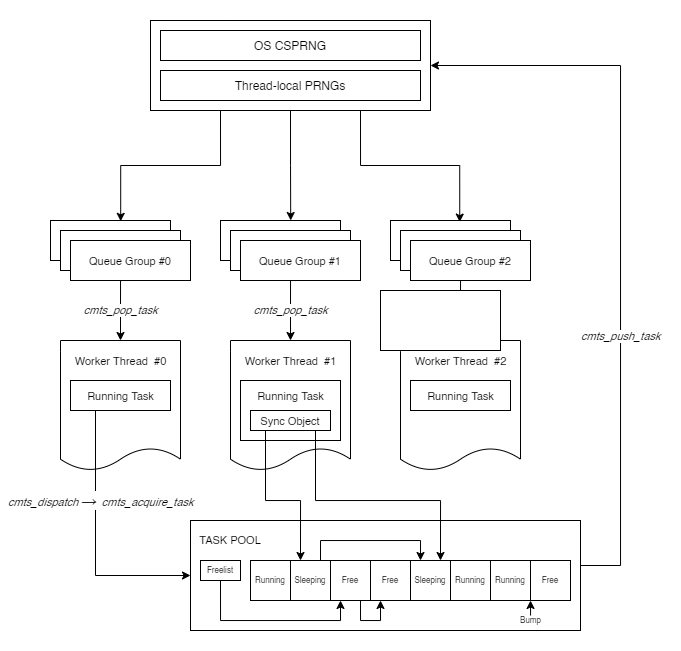 OS CSPRNG
Thread-local PRNGs
Queue Group #0
Queue Group #1
Queue Group #2
cmts_pop_task
cmts_pop_task
cmts_push_task
Worker Thread #0
Worker Thread #1
Worker Thread #2
Running Task
Running Task
Running Task
Sync Object
cmts_dispatch → cmts_acquire_task
TASK POOL
Freelist
Running
Sleeping
Free
Free
Sleeping
Running
Running
Free
Bump